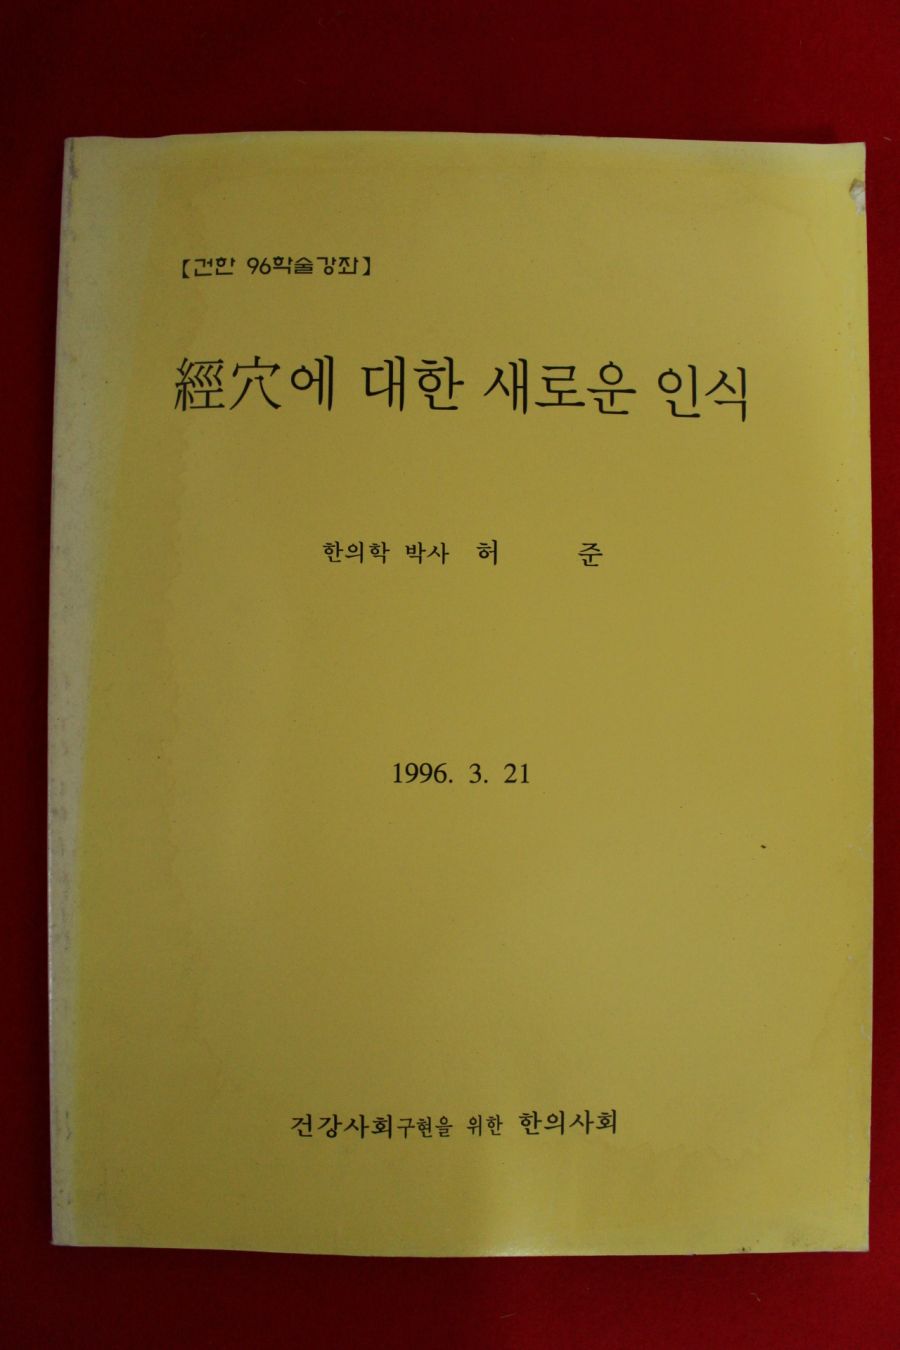 【건한 96학술강좌】
經穴에 대한 새로운 인식
한의학 박사 허 준
1996. 3. 21
건강사회구현을 위한 한의사회